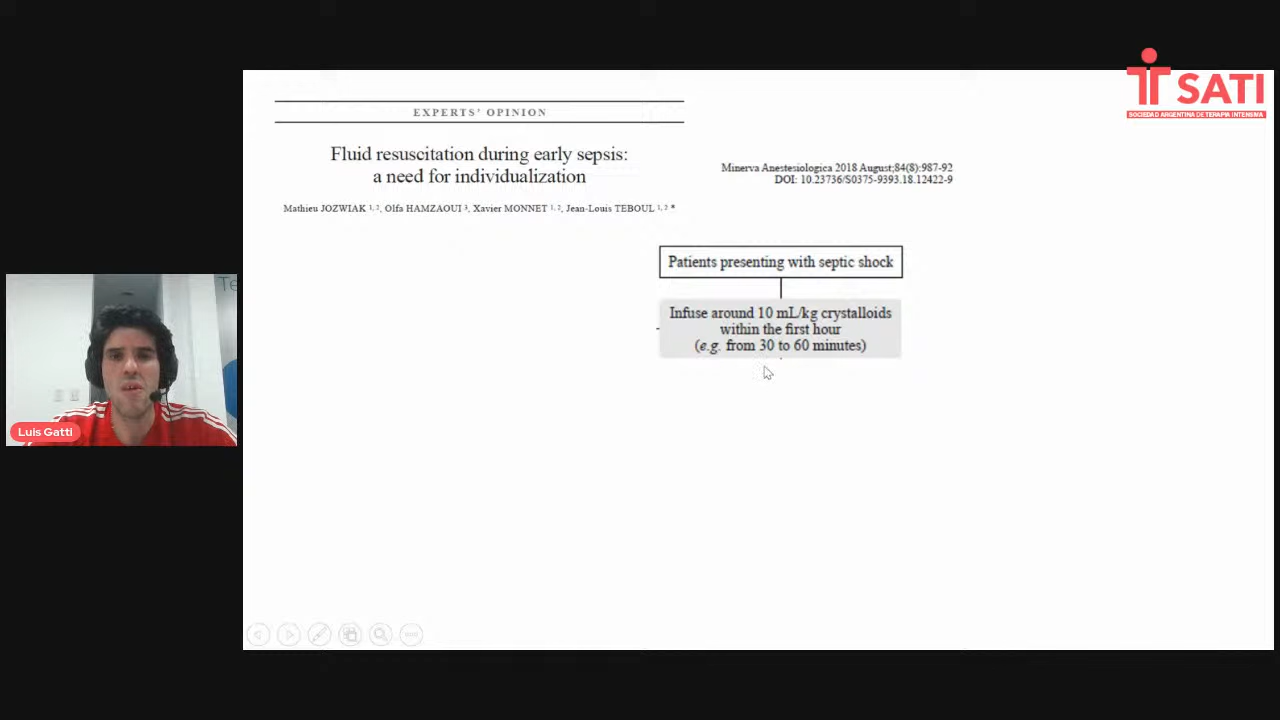 SATI
SOCIEDAD ARGENTINA DE TERAPIA INTENSIVA
EXPERTS' OPINION
Fluid resuscitation during early sepsis:
a need for individualization
Minerva Anestesiologica 2018 August;84(8):987-92
DOI: 10.23736/S0375-9393.18.12422-9
Mathieu JOZWIAK 1, 2, Olfa HAMZAOUI 3, Xavier MONNET 1, 2, Jean-Louis TEBOUL 1, 2 *
Patients presenting with septic shock
Infuse around 10 mL/kg crystalloids
within the first hour
(e.g. from 30 to 60 minutes)
Te
Luis Gatti